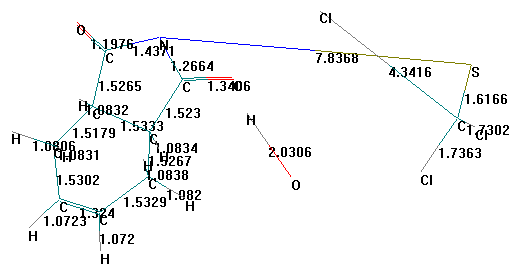 Cl
O
1.1976
C
N
1.4371
7.8368
4.3416
S
1.2664
C
1.3406
1.5265
1.523
1.6166
H
1.0832
C
H
C
1.7302
Cl
H
1.0806
1.5179
1.5333
C
1.0834
1.7363
C
H
1.0831
H
H
1.5267
2.0306
1.0838
C
Cl
1.5302
1.082
O
C
1.324
1.5329
H
1.0723
C
H
1.072
H